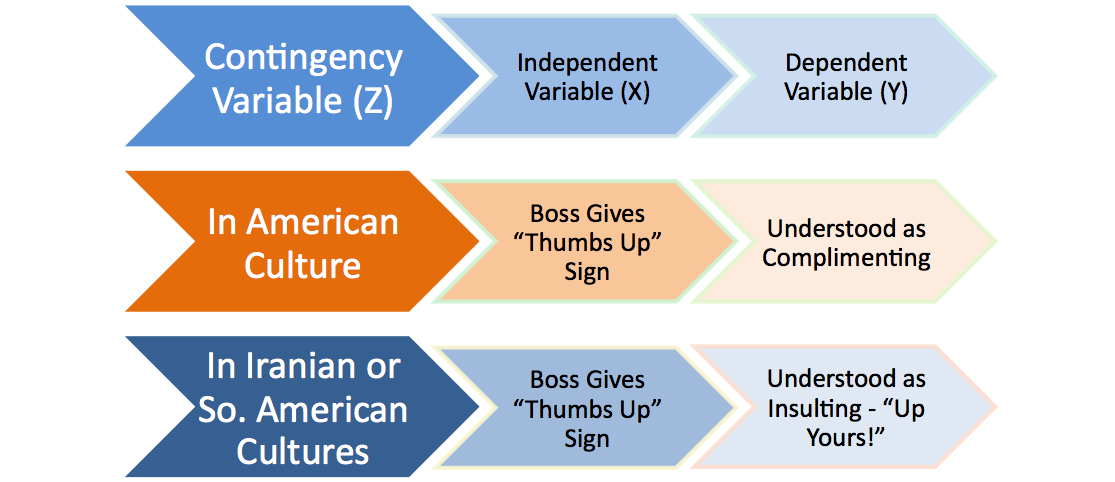 Contingency
Variable (Z)
Independent
Variable (X)
Dependent
Variable (Y)
In American
Culture
Boss Gives
“Thumbs Up”
Sign
Understood as
Complimenting
In Iranian or
So. American
Cultures
Boss Gives
“Thumbs Up”
Sign
Understood as
Insulting - “Up
Yours!”